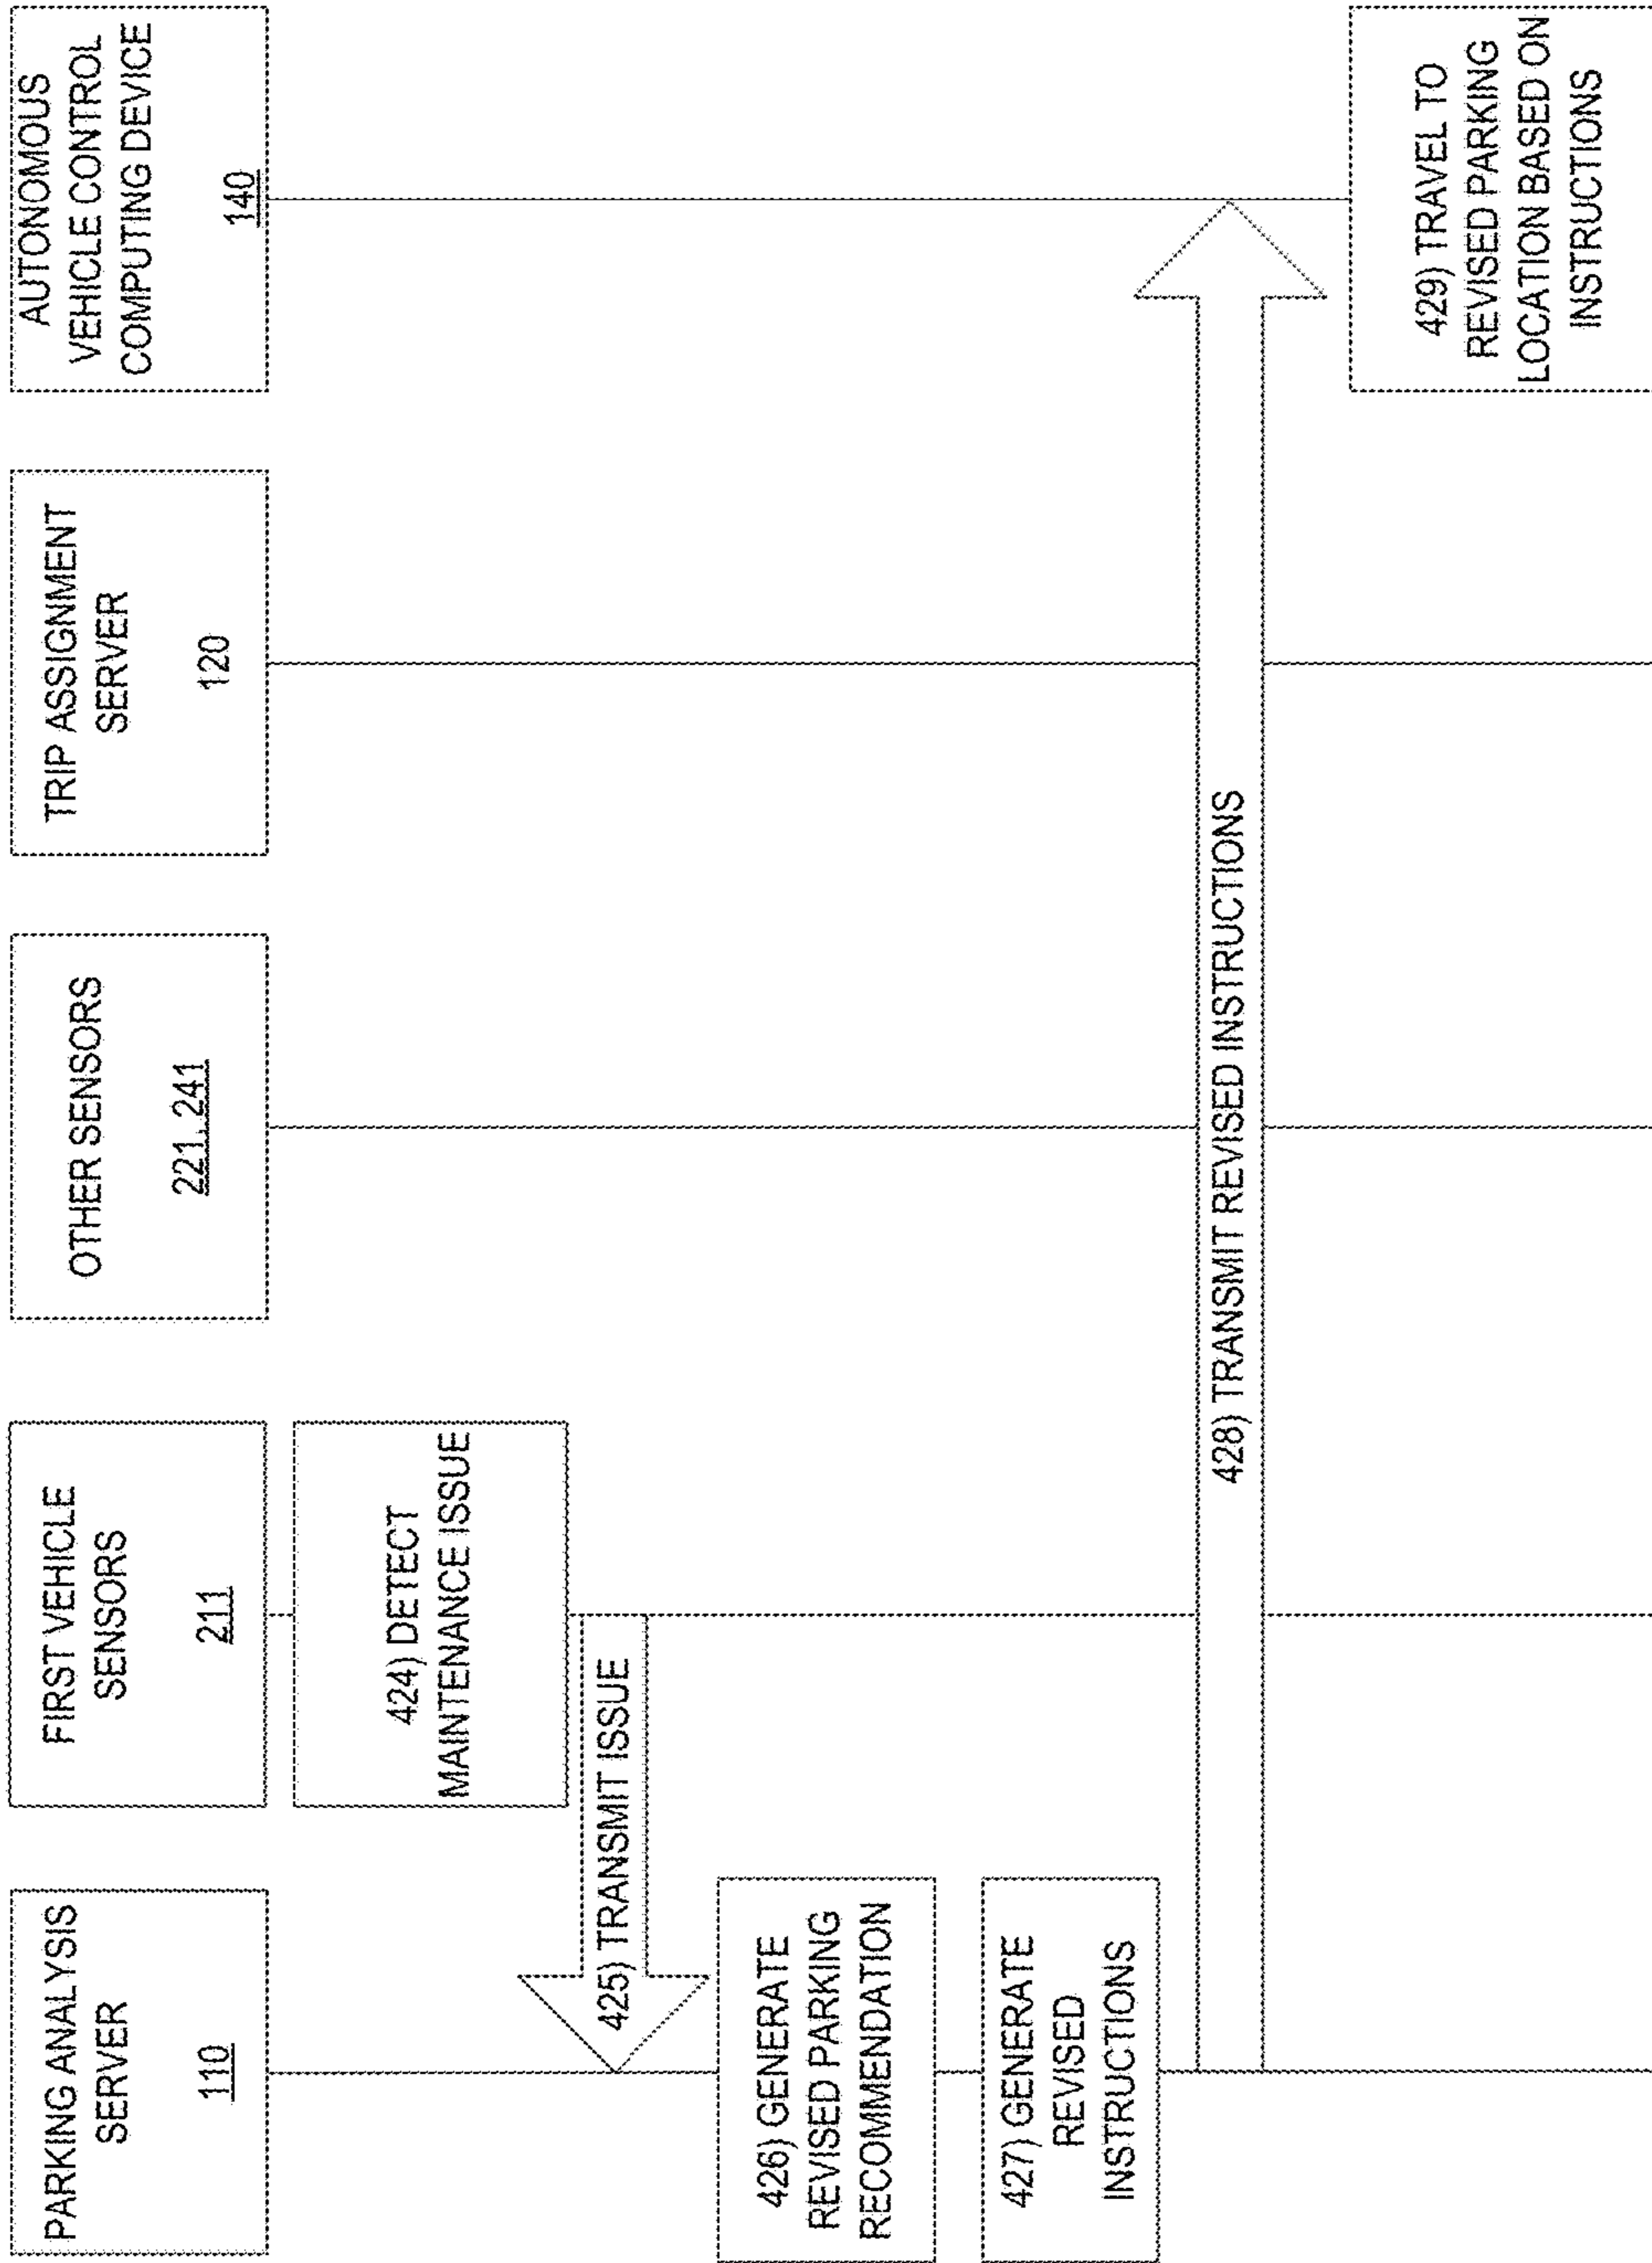 PARKING ANALYSIS
SERVER
110
FIRST VEHICLE
SENSORS
211
OTHER SENSORS
221, 241
TRIP ASSIGNMENT
SERVER
120
AUTONOMOUS
VEHICLE CONTROL
COMPUTING DEVICE
140
424) DETECT
MAINTENANCE ISSUE
425) TRANSMIT ISSUE
426) GENERATE
REVISED PARKING
RECOMMENDATION
427) GENERATE
REVISED
INSTRUCTIONS
428) TRANSMIT REVISED INSTRUCTIONS
429) TRAVEL TO
REVISED PARKING
LOCATION BASED ON
INSTRUCTIONS